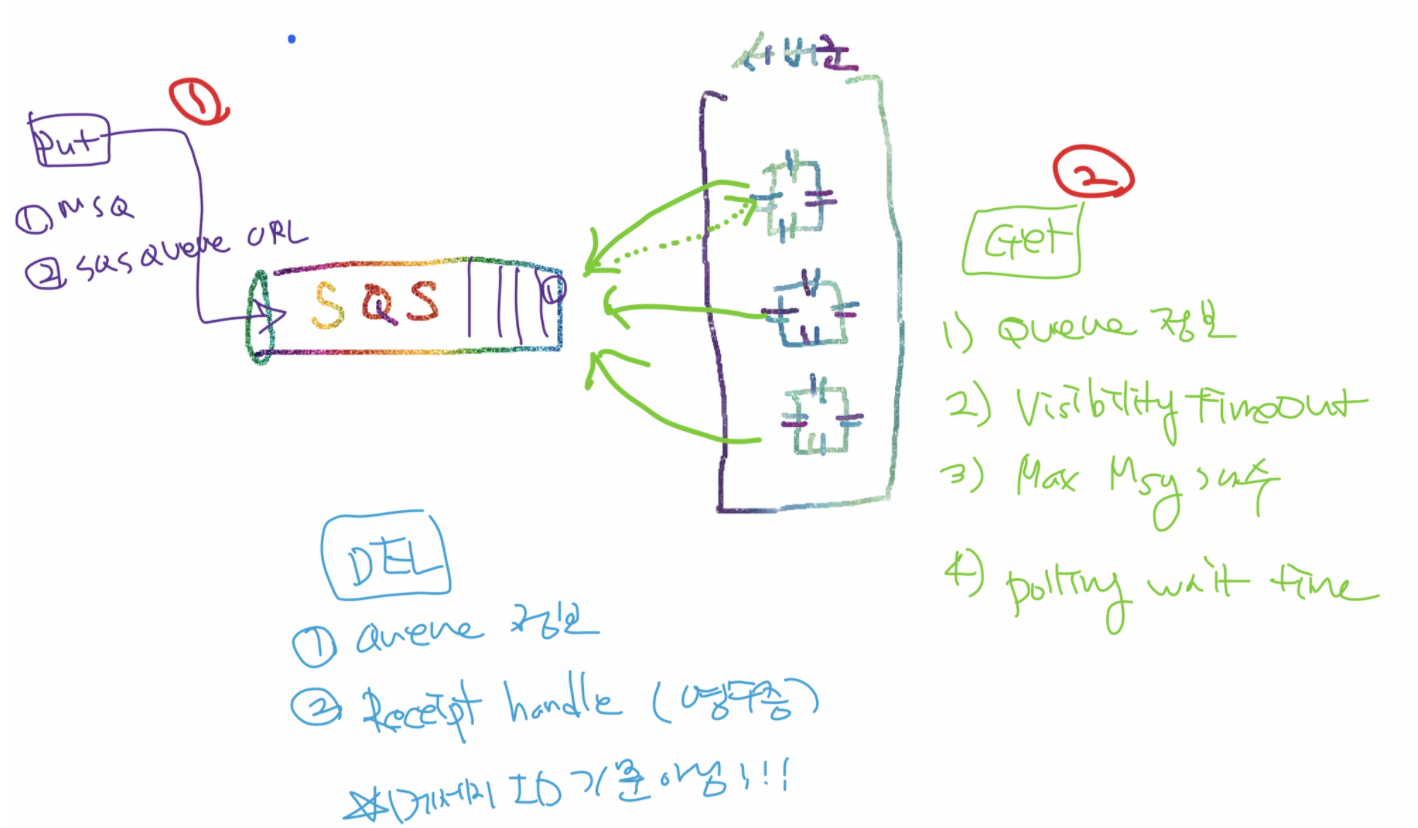 ①
put
① MSG
② SQS Queue URL
SQS
①
서버군
②
Get
1) Queue 정보
2) Visibility Timeout
3) Max Msg 수
4) polling wait time
DEL
① Queue 정보
② Receipt handle (영수증)
☆메세지 ID 기준 아님!!!